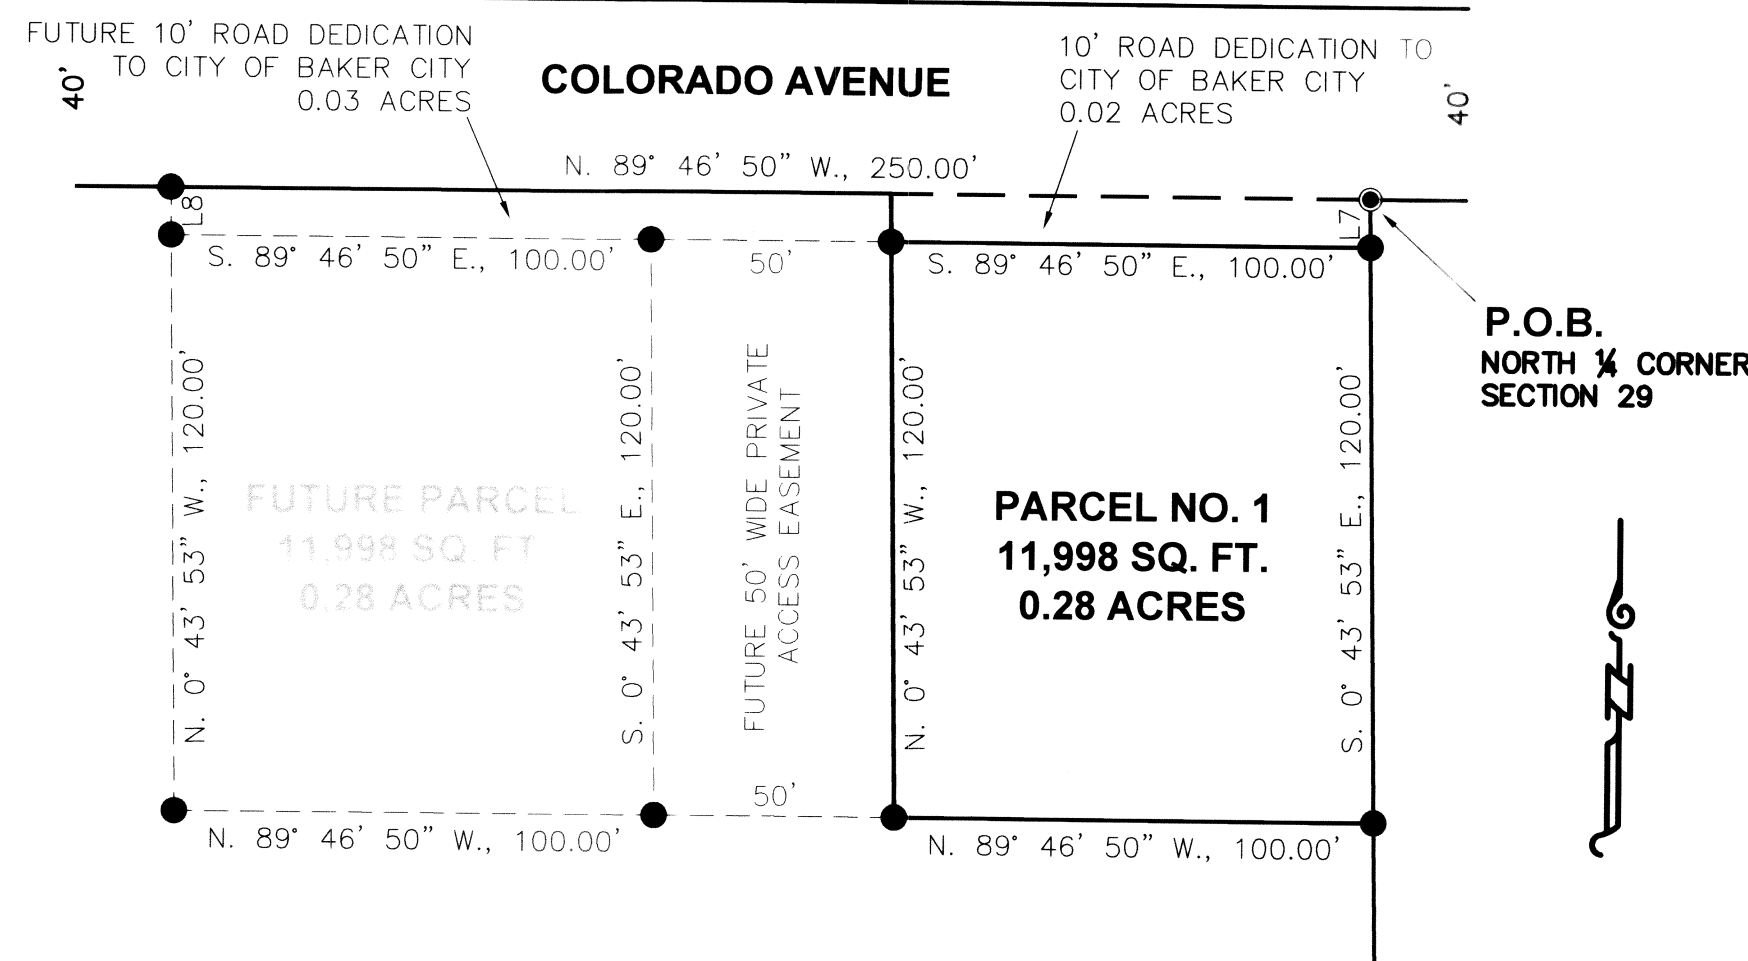 FUTURE 10' ROAD DEDICATION
TO CITY OF BAKER CITY
0.03 ACRES
40'
COLORADO AVENUE
10' ROAD DEDICATION TO
CITY OF BAKER CITY
0.02 ACRES
40'
N. 89° 46' 50" W., 250.00'
L8
L7
S. 89° 46' 50" E., 100.00'
50'
S. 89° 46' 50" E., 100.00'
P.O.B.
NORTH ¼ CORNER
SECTION 29
N. 0° 43' 53" W., 120.00'
FUTURE PARCEL
11,998 SQ. FT
0.28 ACRES
S. 0° 43' 53" E., 120.00'
FUTURE 50' WIDE PRIVATE
ACCESS EASEMENT
N. 0° 43' 53" W., 120.00'
PARCEL NO. 1
11,998 SQ. FT.
0.28 ACRES
S. 0° 43' 53" E., 120.00'
N
50'
N. 89° 46' 50" W., 100.00'
N. 89° 46' 50" W., 100.00'